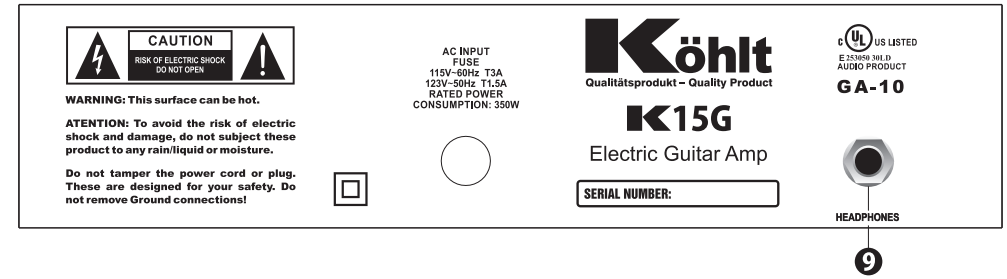 CAUTION
RISK OF ELECTRIC SHOCK
DO NOT OPEN
WARNING: This surface can be hot.
ATENTION: To avoid the risk of electric
shock and damage, do not subject these
product to any rain/liquid or moisture.
Do not tamper the power cord or plug.
These are designed for your safety. Do
not remove Ground connections!
AC INPUT
FUSE
115V~60Hz T3A
123V~50Hz T1.5A
RATED POWER
CONSUMPTION: 350W
Köhlt
Qualitätsprodukt – Quality Product
K15G
Electric Guitar Amp
SERIAL NUMBER:
C UL US LISTED
E 253050 30LD
AUDIO PRODUCT
GA-10
HEADPHONES
9